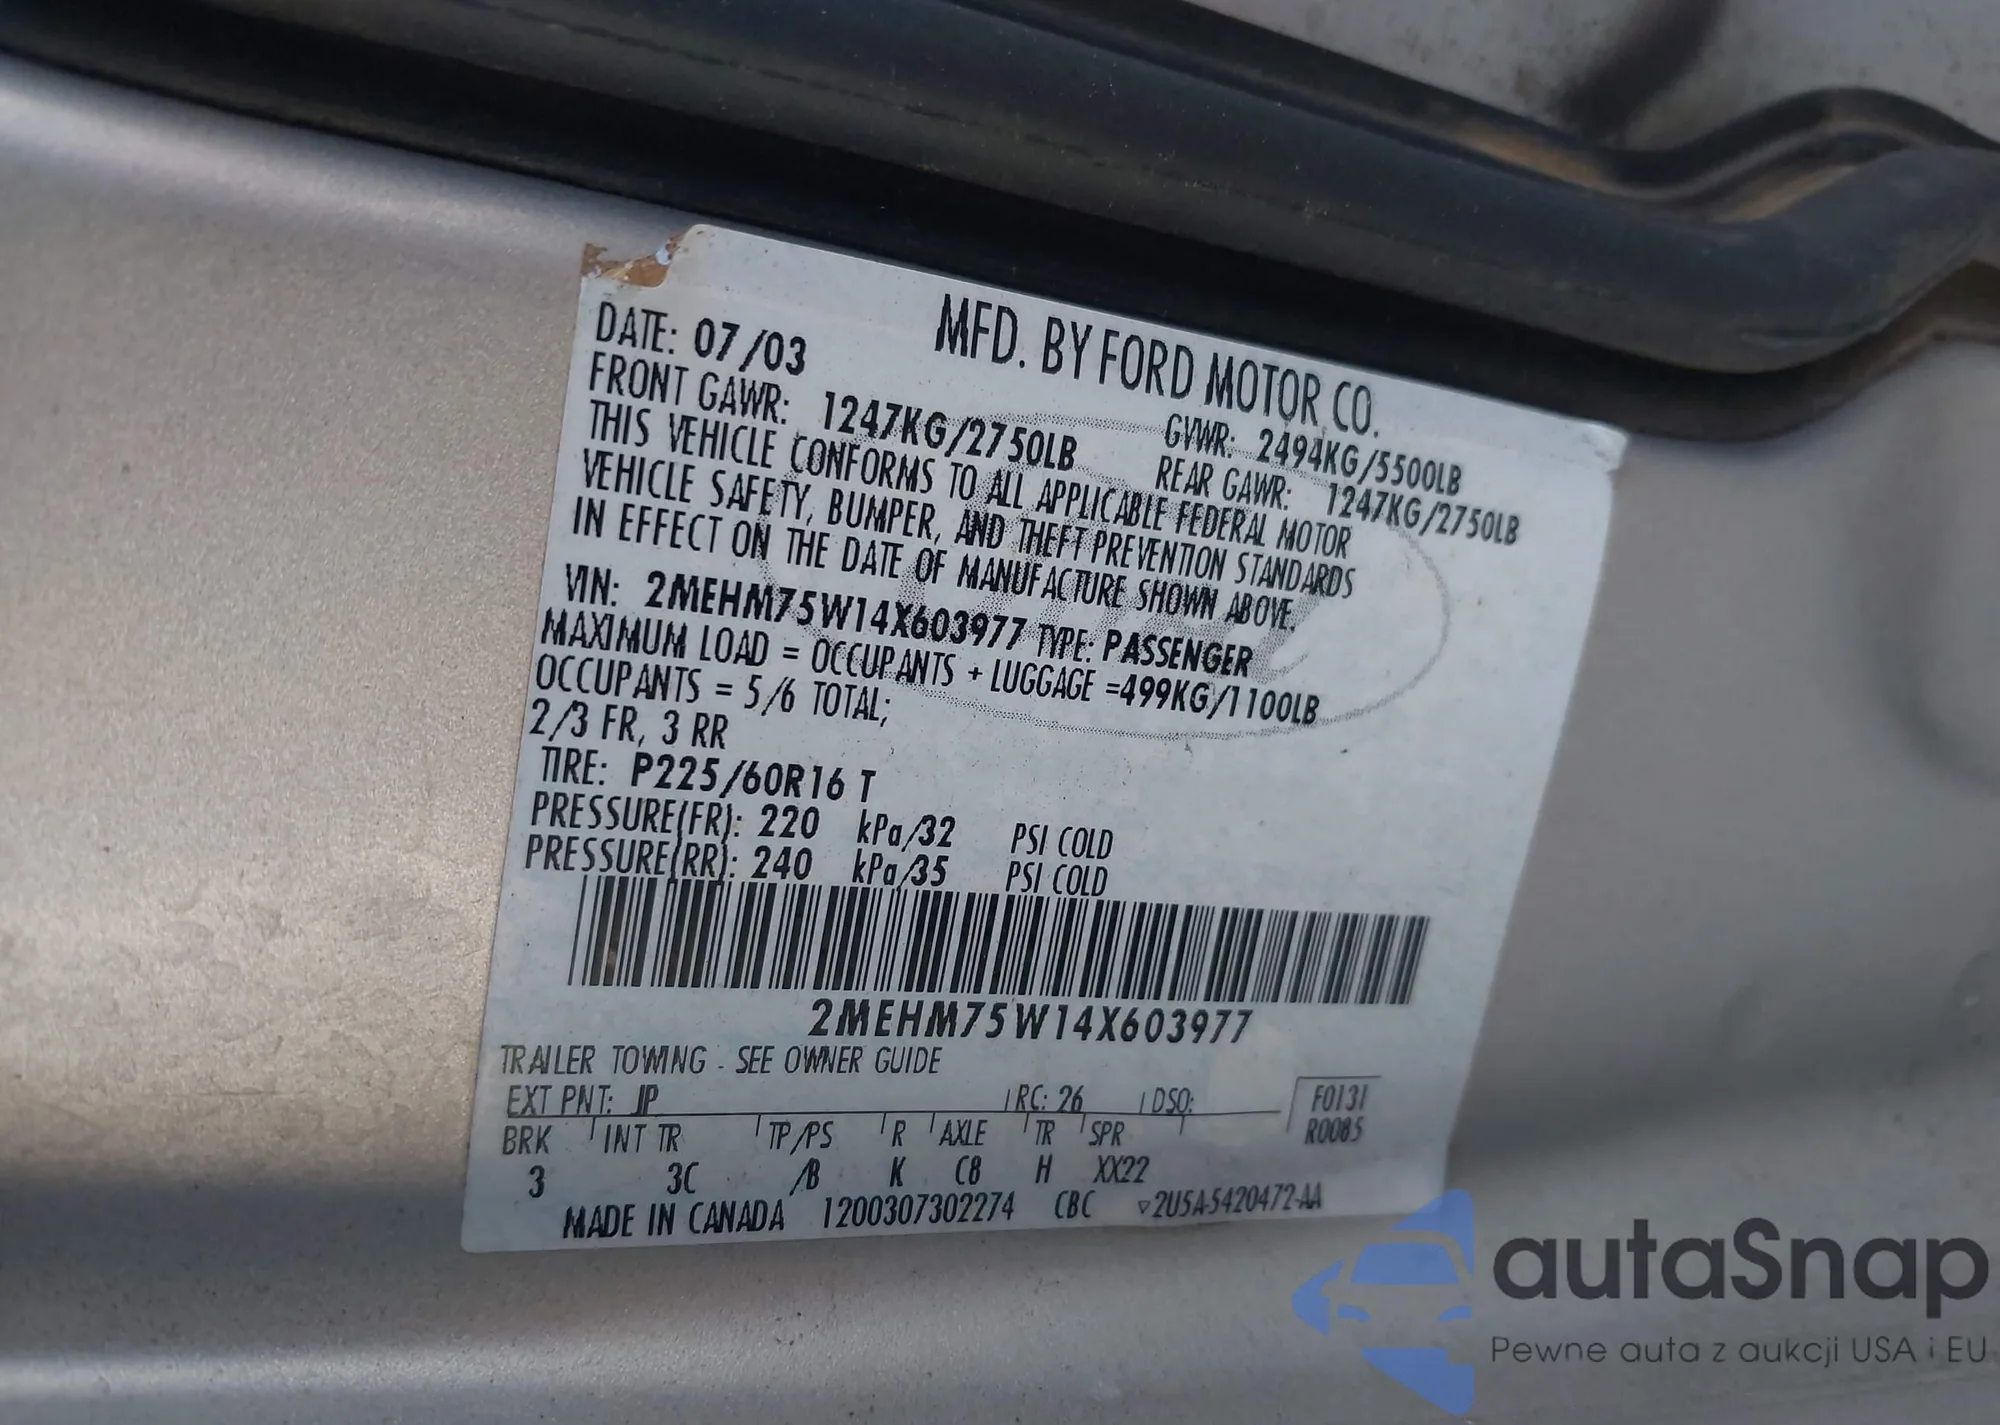 MFD. BY FORD MOTOR CO.
DATE: 07/03
GVWR: 2494KG/5500LB
FRONT GAWR: 1247KG/2750LB
REAR GAWR: 1247KG/2750LB
THIS VEHICLE CONFORMS TO ALL APPLICABLE FEDERAL MOTOR
VEHICLE SAFETY, BUMPER, AND THEFT PREVENTION STANDARDS
IN EFFECT ON THE DATE OF MANUFACTURE SHOWN ABOVE.
VIN: 2MEHM75W14X603977 TYPE: PASSENGER
MAXIMUM LOAD = OCCUPANTS + LUGGAGE =499KG/1100LB
OCCUPANTS = 5/6 TOTAL;
2/3 FR, 3 RR
TIRE: P225/60R16 T
PRESSURE(FR): 220 kPa/32 PSI COLD
PRESSURE(RR): 240 kPa/35 PSI COLD
2MEHM75W14X603977
TRAILER TOWING - SEE OWNER GUIDE
EXT PNT: JP RC: 26 DSO: F0131
R0085
BRK INT TR TP/PS R AXLE TR SPR
3 3C /B K C8 H XX22
MADE IN CANADA 1200307302274 CBC ▽2U5A-5420472-AA
autaSnap
Pewne auta z aukcji USA i EU